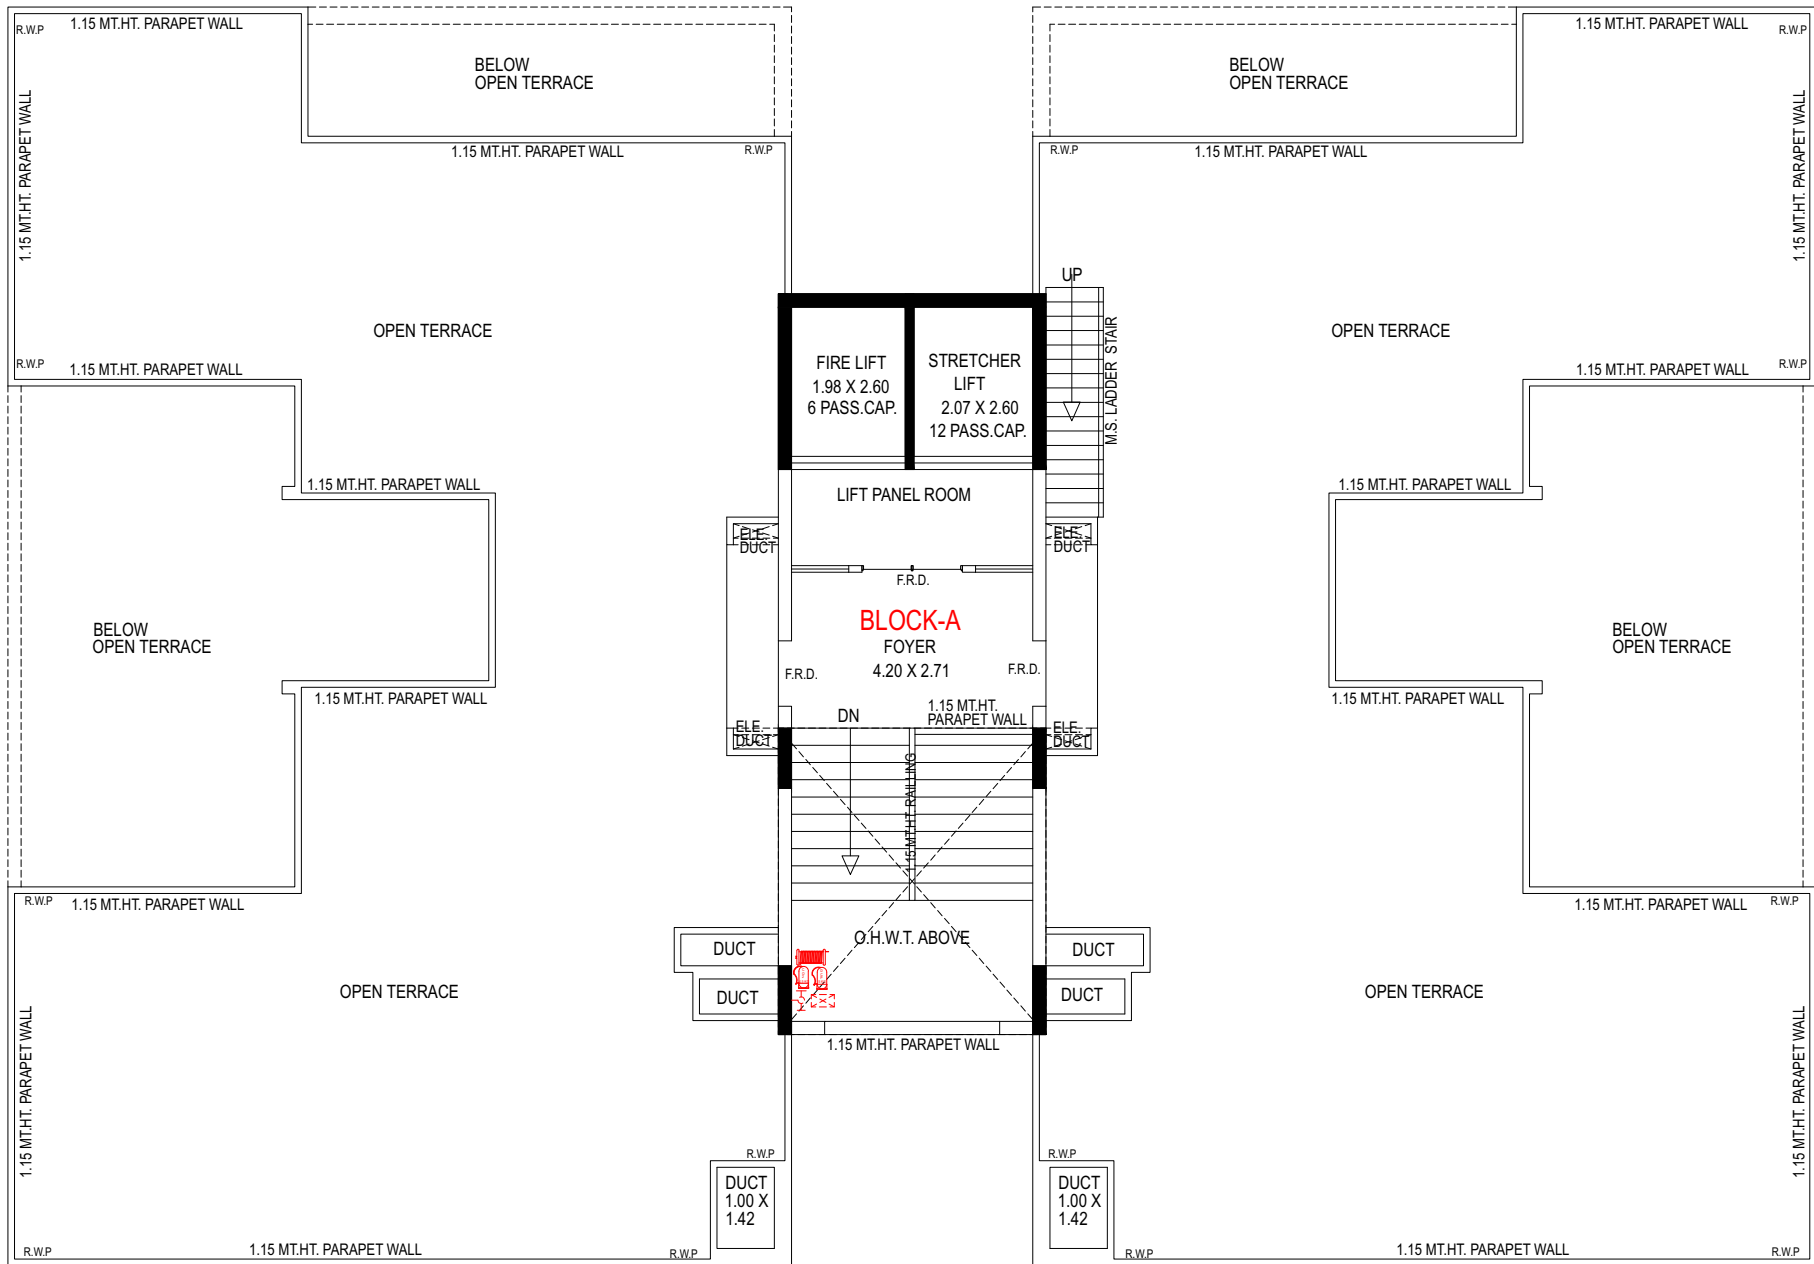 1.15 MT.HT. PARAPET WALL
1.15 MT.HT. PARAPET WALL
R.W.P
R.W.P
BELOW
OPEN TERRACE
BELOW
OPEN TERRACE
1.15 MT.HT. PARAPET WALL
1.15 MT.HT. PARAPET WALL
1.15 MT.HT. PARAPET WALL
R.W.P
R.W.P
1.15 MT.HT. PARAPET WALL
UP
OPEN TERRACE
OPEN TERRACE
M.S. LADDER STAIR
FIRE LIFT
1.98 X 2.60
6 PASS.CAP.
STRETCHER
LIFT
2.07 X 2.60
12 PASS.CAP.
R.W.P
1.15 MT.HT. PARAPET WALL
1.15 MT.HT. PARAPET WALL
R.W.P
1.15 MT.HT. PARAPET WALL
LIFT PANEL ROOM
1.15 MT.HT. PARAPET WALL
ELE.
DUCT
ELE.
DUCT
F.R.D.
BLOCK-A
FOYER
4.20 X 2.71
F.R.D.
F.R.D.
BELOW
OPEN TERRACE
BELOW
OPEN TERRACE
1.15 MT.HT. PARAPET WALL
1.15 MT.HT. PARAPET WALL
DN
1.15 MT.HT.
PARAPET WALL
ELE.
DUCT
ELE.
DUCT
1.15 MT.HT. RAILLING
R.W.P
1.15 MT.HT. PARAPET WALL
1.15 MT.HT. PARAPET WALL
R.W.P
DUCT
O.H.W.T. ABOVE
DUCT
DUCT
DUCT
OPEN TERRACE
OPEN TERRACE
1.15 MT.HT. PARAPET WALL
1.15 MT.HT. PARAPET WALL
1.15 MT.HT. PARAPET WALL
R.W.P
R.W.P
DUCT
1.00 X
1.42
DUCT
1.00 X
1.42
R.W.P
1.15 MT.HT. PARAPET WALL
R.W.P
R.W.P
1.15 MT.HT. PARAPET WALL
R.W.P